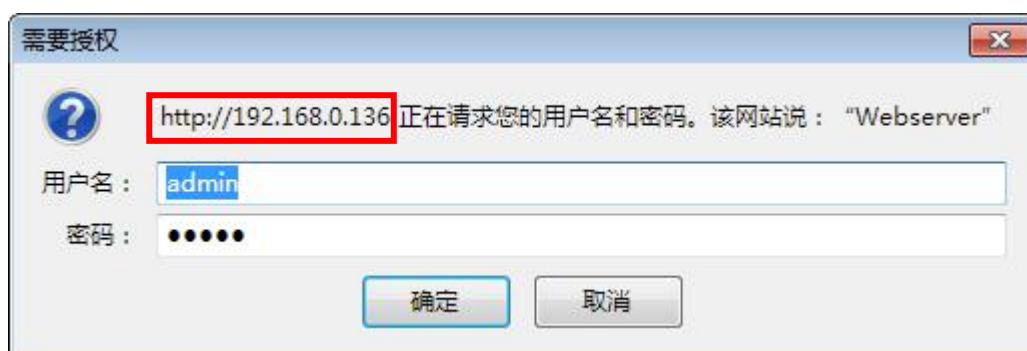 需要授权
http://192.168.0.136 正在请求您的用户名和密码。该网站说： “Webserver”
用户名： admin
密码： •••••
确定 取消